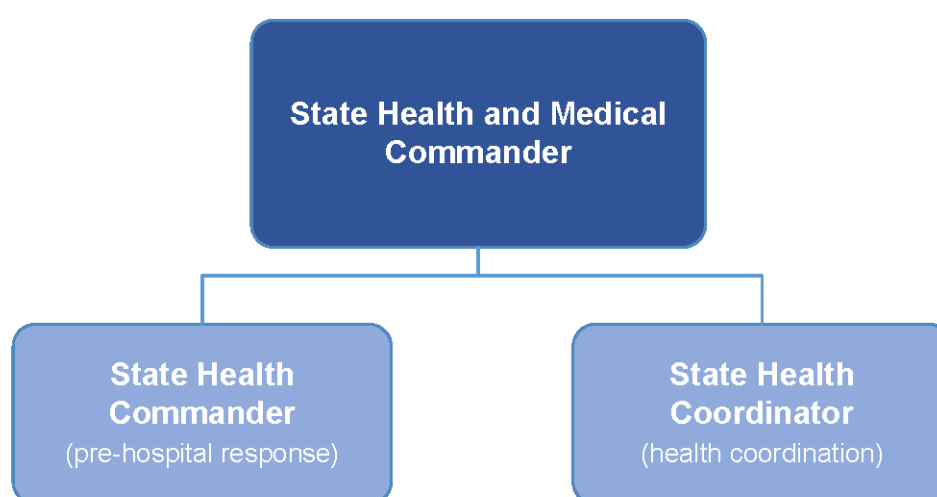 State Health and Medical
Commander
State Health
Commander
(pre-hospital response)
State Health
Coordinator
(health coordination)